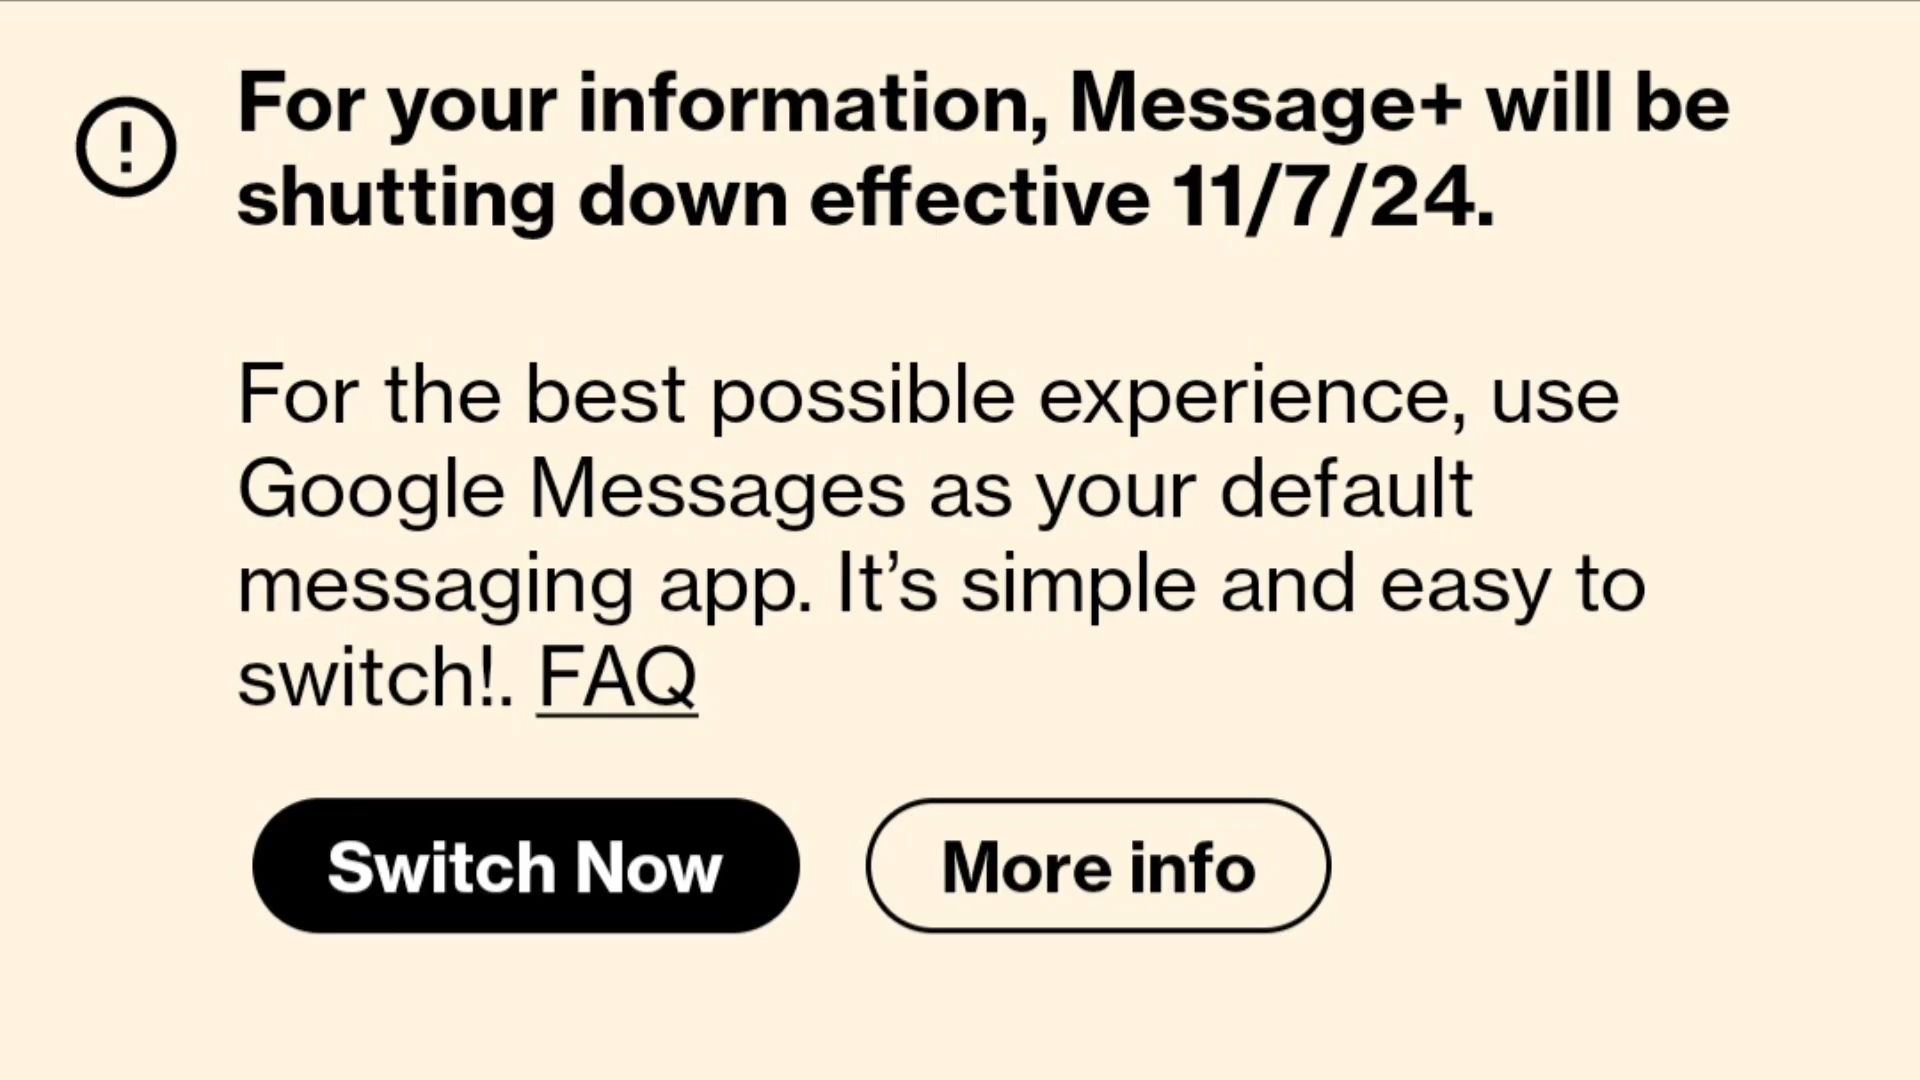 For your information, Message+ will be
shutting down effective 11/7/24.
For the best possible experience, use
Google Messages as your default
messaging app. It’s simple and easy to
switch!. FAQ
Switch Now
More info